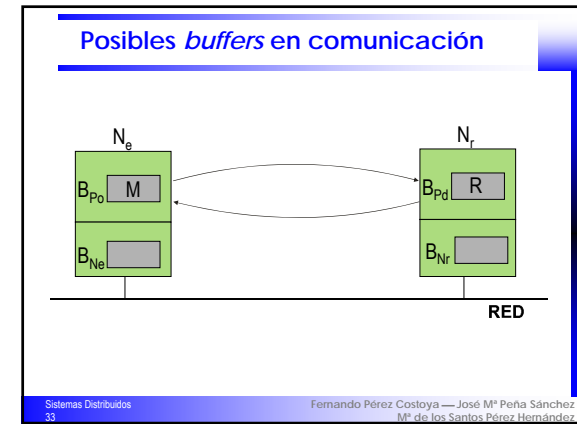 Posibles buffers en comunicación
Ne
Nr
BPo
M
BPd
R
BNe
BNr
RED
Sistemas Distribuidos
33
Fernando Pérez Costoya — José Mª Peña Sánchez
Mª de los Santos Pérez Hernández